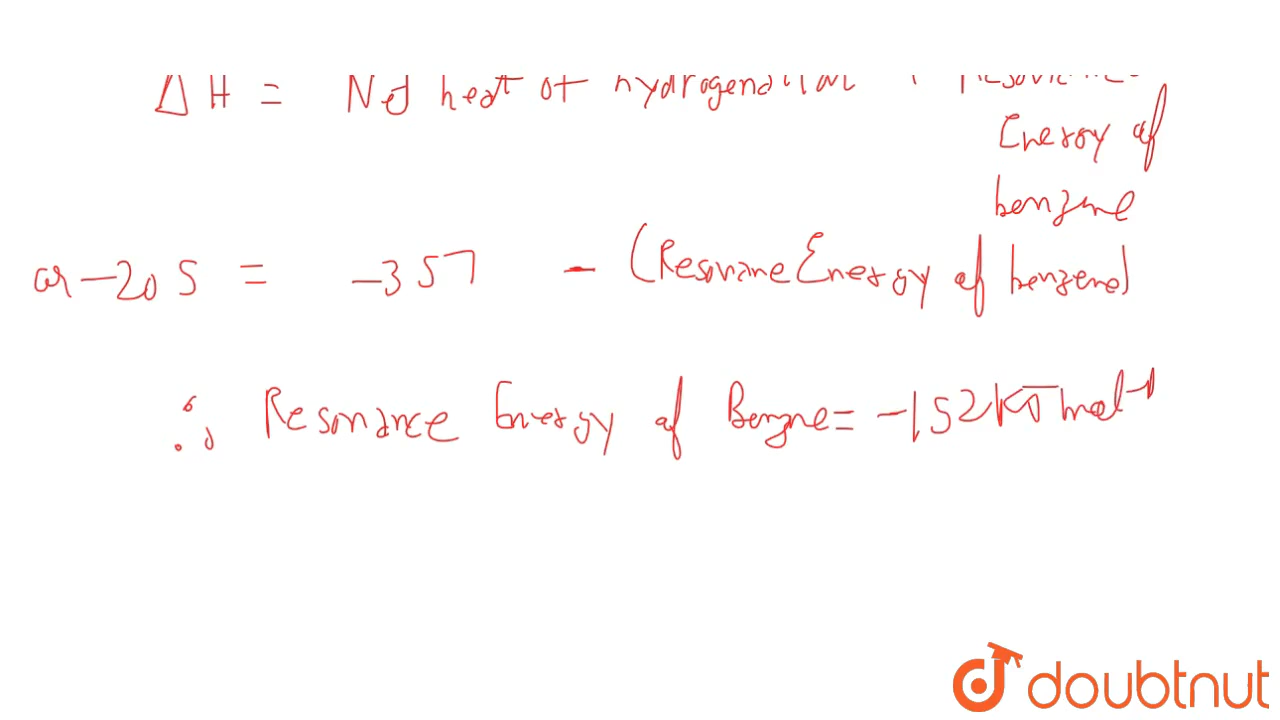 ΔH = Net heat of hydrogenation Resonance
Energy of
benzene
or -205 = -357 - (Resonance Energy of benzene)
∴ Resonance Energy of Benzene = -152 KJ mol⁻¹
doubtnut